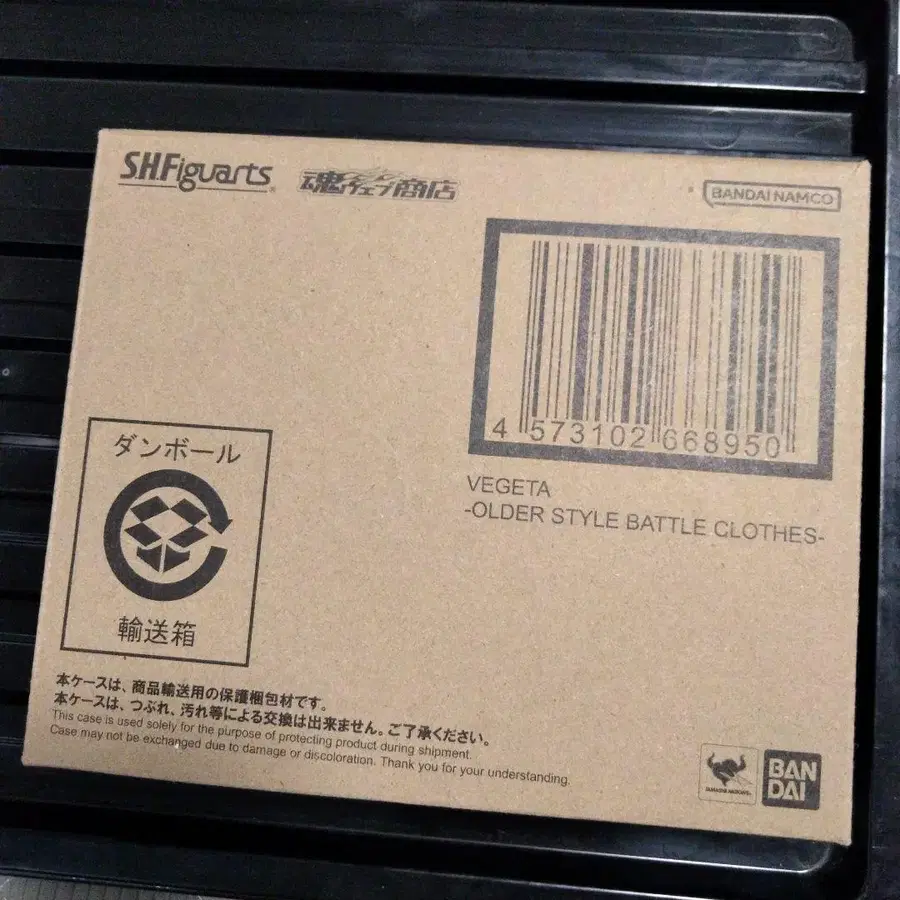 S.H.Figuarts
魂ウェブ商店
BANDAI NAMCO
4 573102 668950
VEGETA
-OLDER STYLE BATTLE CLOTHES-
ダンボール
輸送箱
本ケースは、商品輸送用の保護梱包材です。
本ケースは、つぶれ、汚れ等による交換は出来ません。ご了承ください。
This case is used solely for the purpose of protecting product during shipment.
Case may not be exchanged due to damage or discoloration. Thank you for your understanding.
TAMASHII NATIONS
BAN
DAI